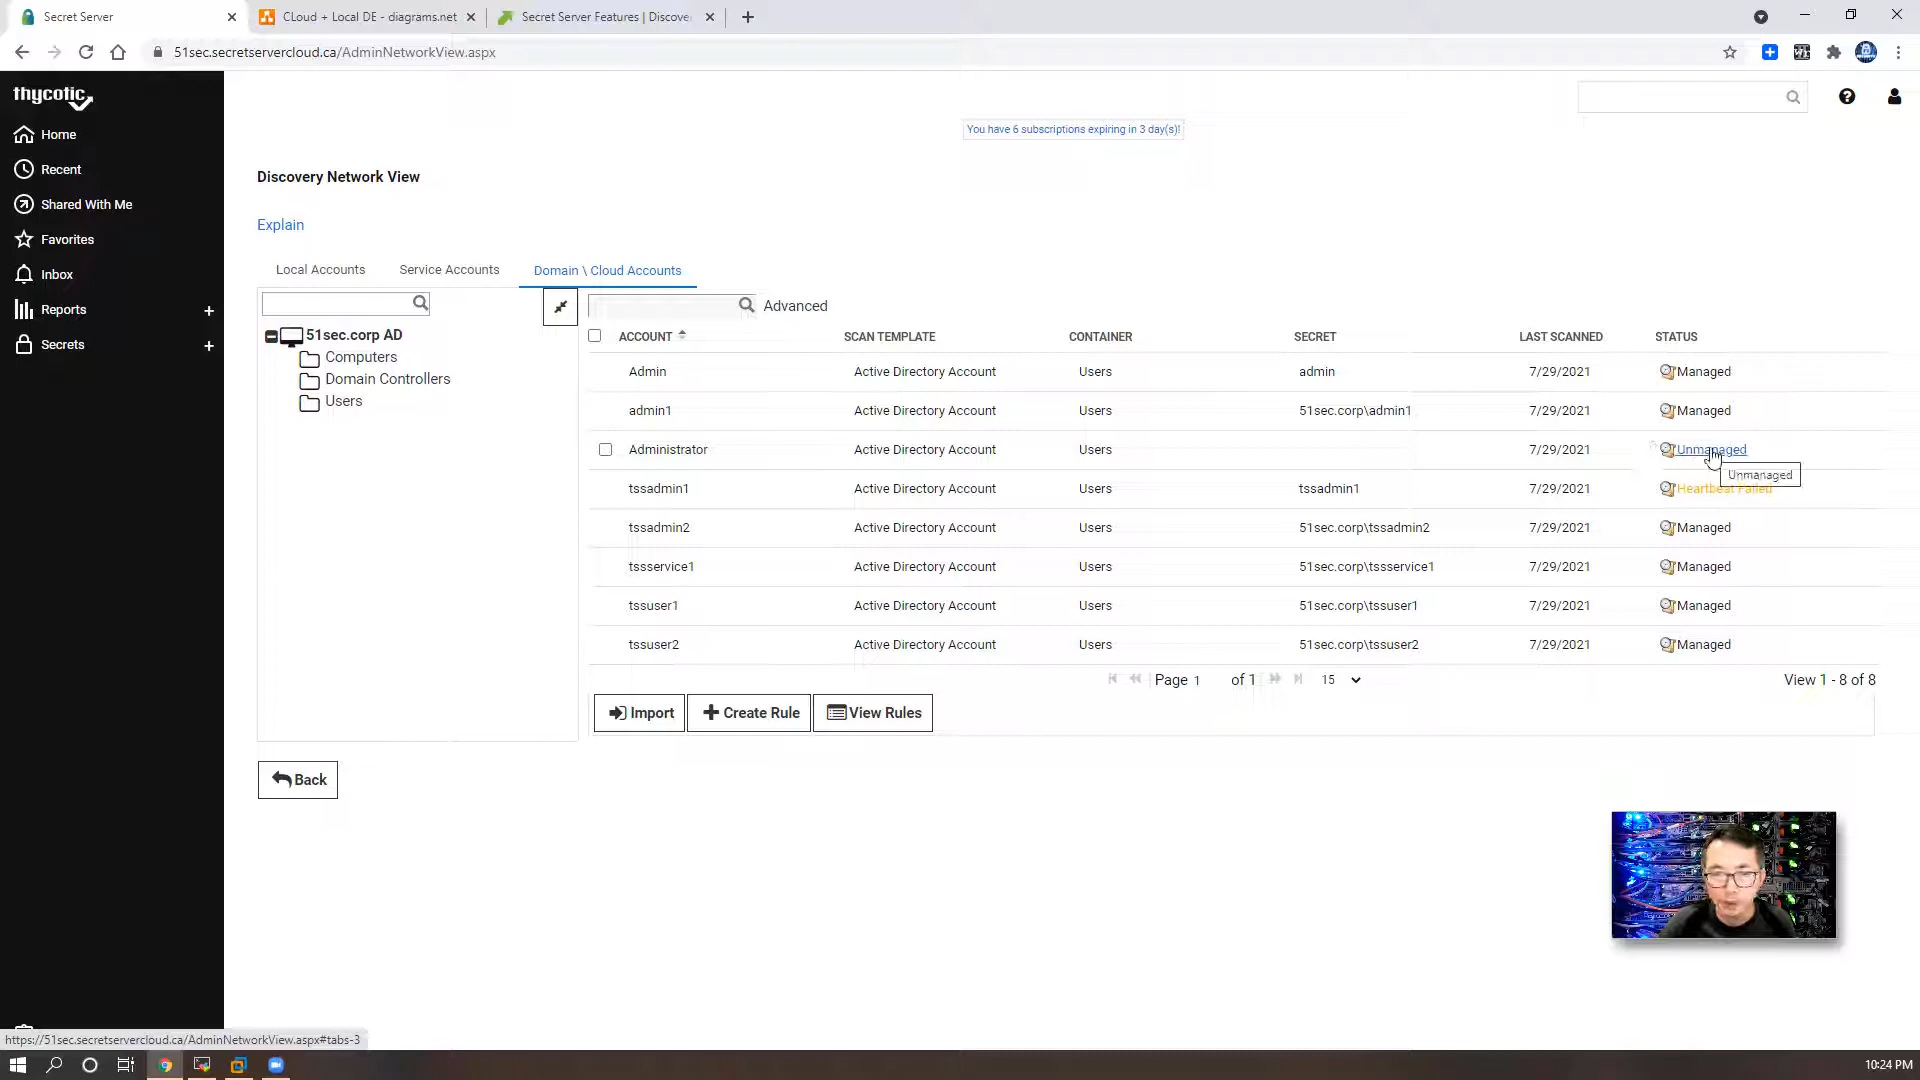 Secret Server
CLoud + Local DE - diagrams.net
Secret Server Features | Discove
51sec.secretservercloud.ca/AdminNetworkView.aspx
thycotic
Home
Recent
Shared With Me
Favorites
Inbox
Reports
Secrets
You have 6 subscriptions expiring in 3 day(s)!
Discovery Network View
Explain
Local Accounts
Service Accounts
Domain \ Cloud Accounts
Advanced
51sec.corp AD
Computers
Domain Controllers
Users
ACCOUNT SCAN TEMPLATE CONTAINER SECRET LAST SCANNED STATUS
Admin Active Directory Account Users admin 7/29/2021 Managed
admin1 Active Directory Account Users 51sec.corp\admin1 7/29/2021 Managed
Administrator Active Directory Account Users 7/29/2021 Unmanaged
Unmanaged
tssadmin1 Active Directory Account Users tssadmin1 7/29/2021 Heartbeat Failed
tssadmin2 Active Directory Account Users 51sec.corp\tssadmin2 7/29/2021 Managed
tssservice1 Active Directory Account Users 51sec.corp\tssservice1 7/29/2021 Managed
tssuser1 Active Directory Account Users 51sec.corp\tssuser1 7/29/2021 Managed
tssuser2 Active Directory Account Users 51sec.corp\tssuser2 7/29/2021 Managed
Page 1 of 1 15
View 1 - 8 of 8
Import
Create Rule
View Rules
Back
https://51sec.secretservercloud.ca/AdminNetworkView.aspx#tabs-3
10:24 PM